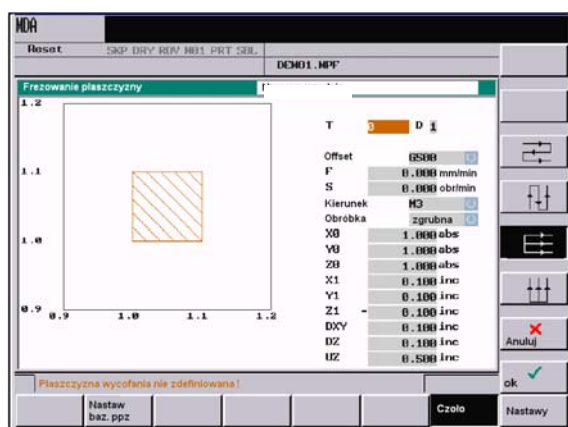 MDA
Reset SKP DRY ROV M01 PRT SBL
DEMO1.MPF
Frezowanie płaszczyzny
1.2
1.1
1.0
0.9
0.9 1.0 1.1 1.2
T 0 D 1
Offset G500
F 0.000 mm/min
S 0.000 obr/min
Kierunek M3
Obróbka zgrubna
X0 1.000 abs
Y0 1.000 abs
Z0 1.000 abs
X1 0.100 inc
Y1 0.100 inc
Z1 - 0.100 inc
DXY 0.100 inc
DZ 0.100 inc
UZ 0.500 inc
Anuluj
ok
Płaszczyzna wycofania nie zdefiniowana !
Nastaw
baz. ppz
Czoło
Nastawy